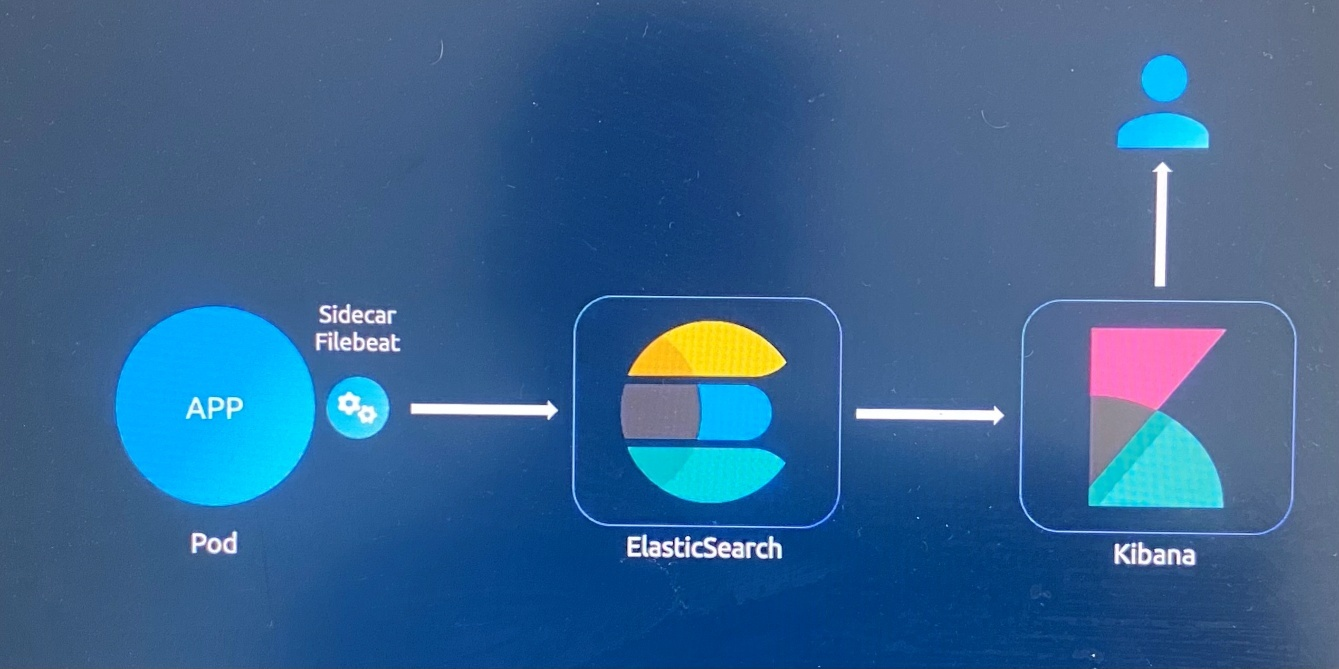 Sidecar
Filebeat
APP
Pod
ElasticSearch
Kibana